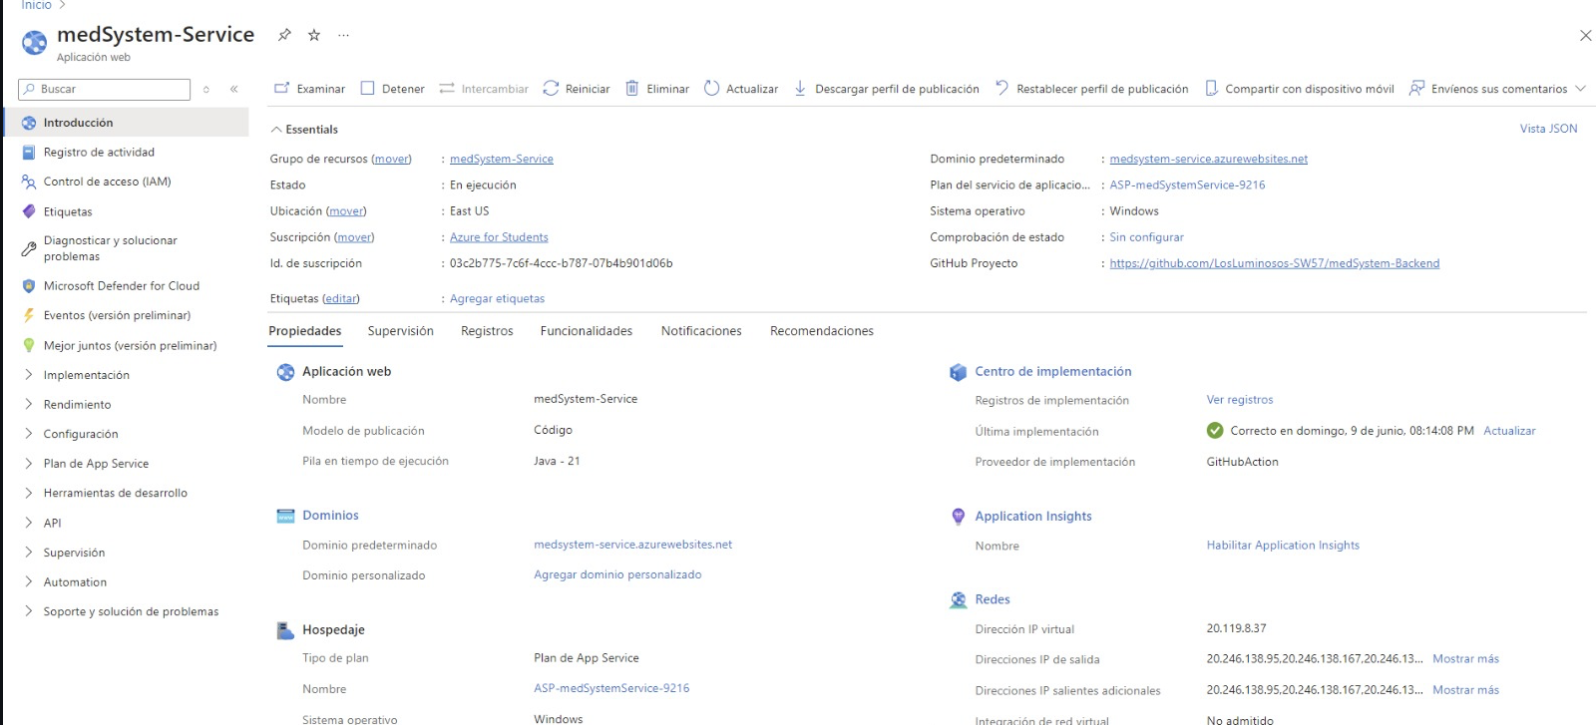 Inicio >
medSystem-Service
Aplicación web
Buscar
Examinar Detener Intercambiar Reiniciar Eliminar Actualizar Descargar perfil de publicación Restablecer perfil de publicación Compartir con dispositivo móvil Envíenos sus comentarios
Introducción
Registro de actividad
Control de acceso (IAM)
Etiquetas
Diagnosticar y solucionar
problemas
Microsoft Defender for Cloud
Eventos (versión preliminar)
Mejor juntos (versión preliminar)
Implementación
Rendimiento
Configuración
Plan de App Service
Herramientas de desarrollo
API
Supervisión
Automation
Soporte y solución de problemas
Essentials
Vista JSON
Grupo de recursos (mover) : medSystem-Service
Estado : En ejecución
Ubicación (mover) : East US
Suscripción (mover) : Azure for Students
Id. de suscripción : 03c2b775-7c6f-4ccc-b787-07b4b901d06b
Etiquetas (editar) : Agregar etiquetas
Dominio predeterminado : medsystem-service.azurewebsites.net
Plan del servicio de aplicacio... : ASP-medSystemService-9216
Sistema operativo : Windows
Comprobación de estado : Sin configurar
GitHub Proyecto : https://github.com/LosLuminosos-SW57/medSystem-Backend
Propiedades Supervisión Registros Funcionalidades Notificaciones Recomendaciones
Aplicación web
Nombre medSystem-Service
Modelo de publicación Código
Pila en tiempo de ejecución Java - 21
Dominios
Dominio predeterminado medsystem-service.azurewebsites.net
Dominio personalizado Agregar dominio personalizado
Hospedaje
Tipo de plan Plan de App Service
Nombre ASP-medSystemService-9216
Sistema operativo Windows
Centro de implementación
Registros de implementación Ver registros
Última implementación Correcto en domingo, 9 de junio, 08:14:08 PM Actualizar
Proveedor de implementación GitHubAction
Application Insights
Nombre Habilitar Application Insights
Redes
Dirección IP virtual 20.119.8.37
Direcciones IP de salida 20.246.138.95,20.246.138.167,20.246.13... Mostrar más
Direcciones IP salientes adicionales 20.246.138.95,20.246.138.167,20.246.13... Mostrar más
Integración de red virtual No admitido